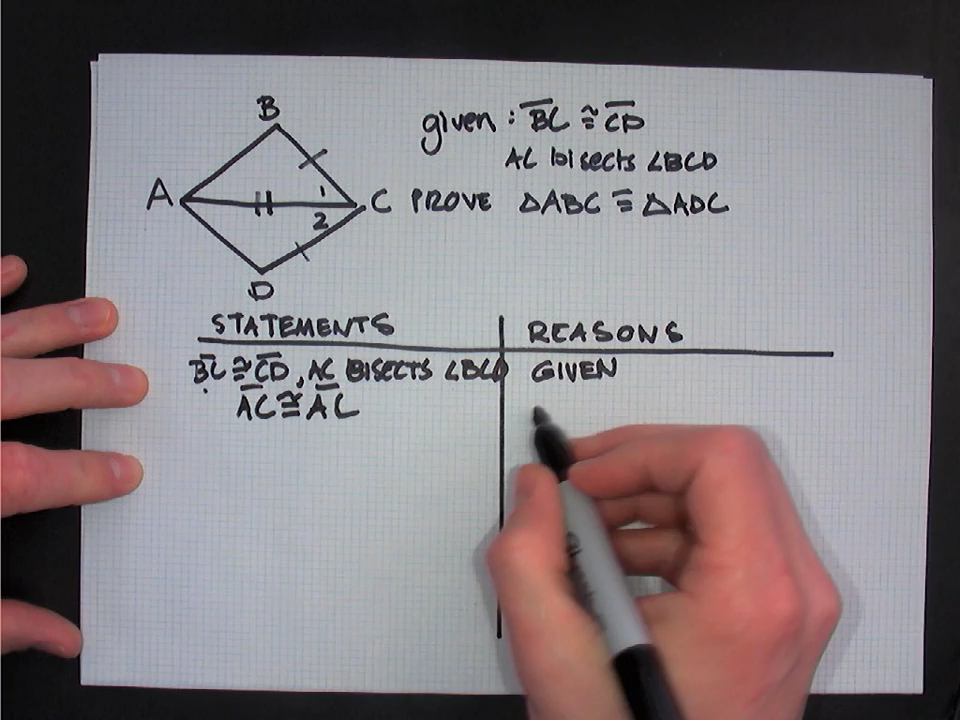 B
A
C
D
1
2
given : BC ≅ CD
AC bisects ∠BCD
PROVE △ABC ≅ △ADC
STATEMENTS
REASONS
BC ≅ CD, AC BISECTS ∠BCD
GIVEN
AC ≅ AC